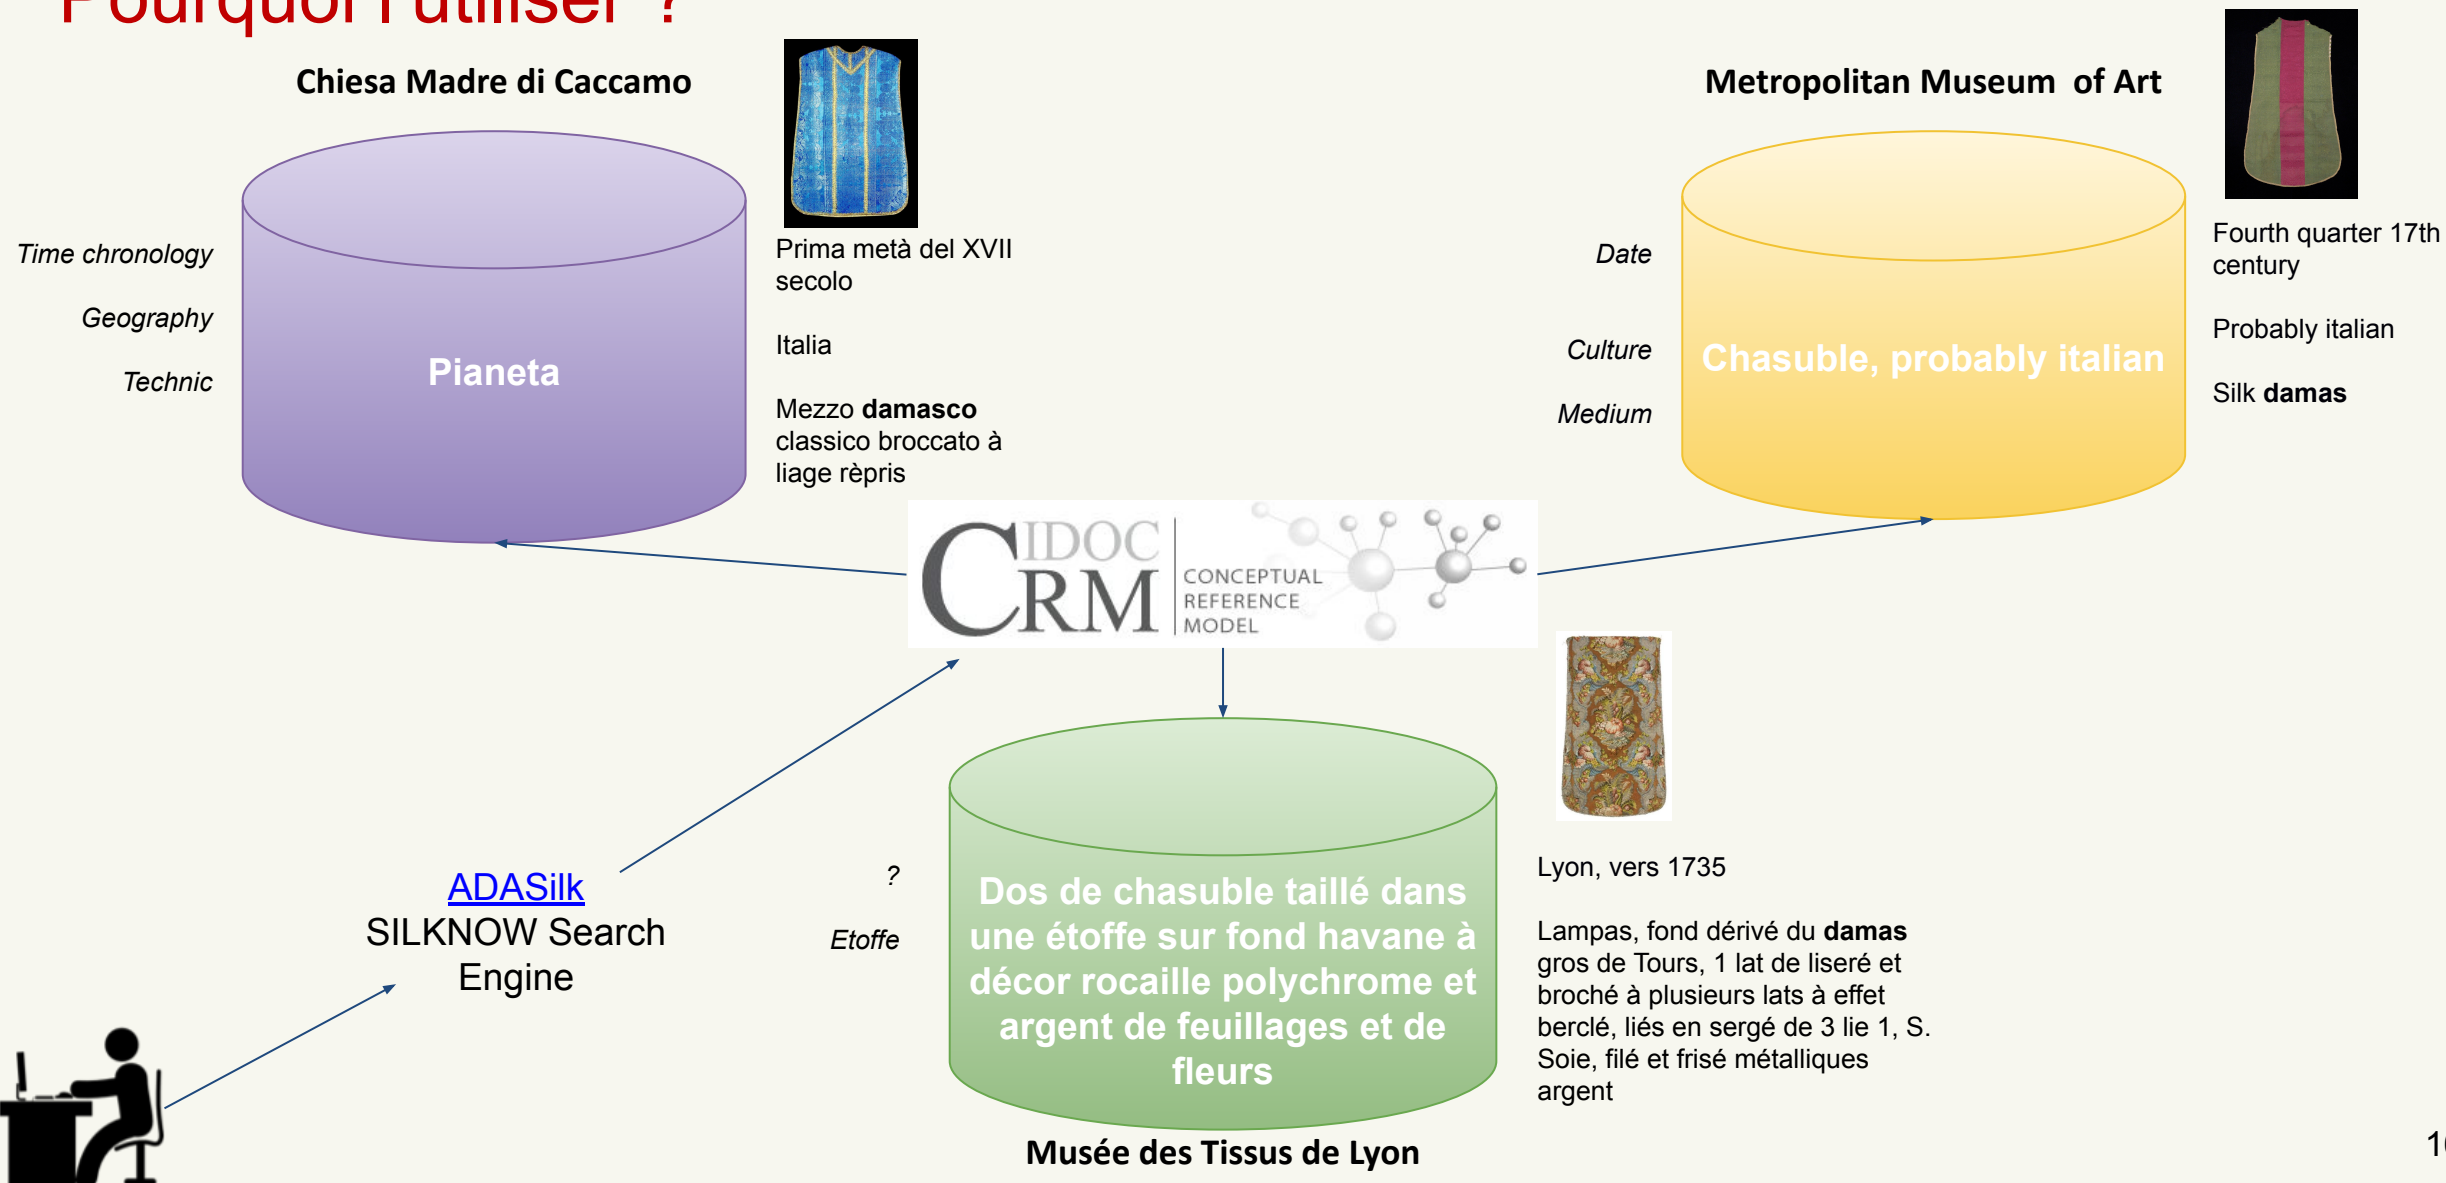 Pourquoi l'utiliser ?
Chiesa Madre di Caccamo
Time chronology
Geography
Technic
Pianeta
Prima metà del XVII
secolo
Italia
Mezzo damasco
classico broccato à
liage rèpris
Metropolitan Museum of Art
Date
Culture
Medium
Chasuble, probably italian
Fourth quarter 17th
century
Probably italian
Silk damas
CIDOC
CRM
CONCEPTUAL
REFERENCE
MODEL
ADASilk
SILKNOW Search
Engine
?
Etoffe
Dos de chasuble taillé dans
une étoffe sur fond havane à
décor rocaille polychrome et
argent de feuillages et de
fleurs
Musée des Tissus de Lyon
Lyon, vers 1735
Lampas, fond dérivé du damas
gros de Tours, 1 lat de liseré et
broché à plusieurs lats à effet
berclé, liés en sergé de 3 lie 1, S.
Soie, filé et frisé métalliques
argent